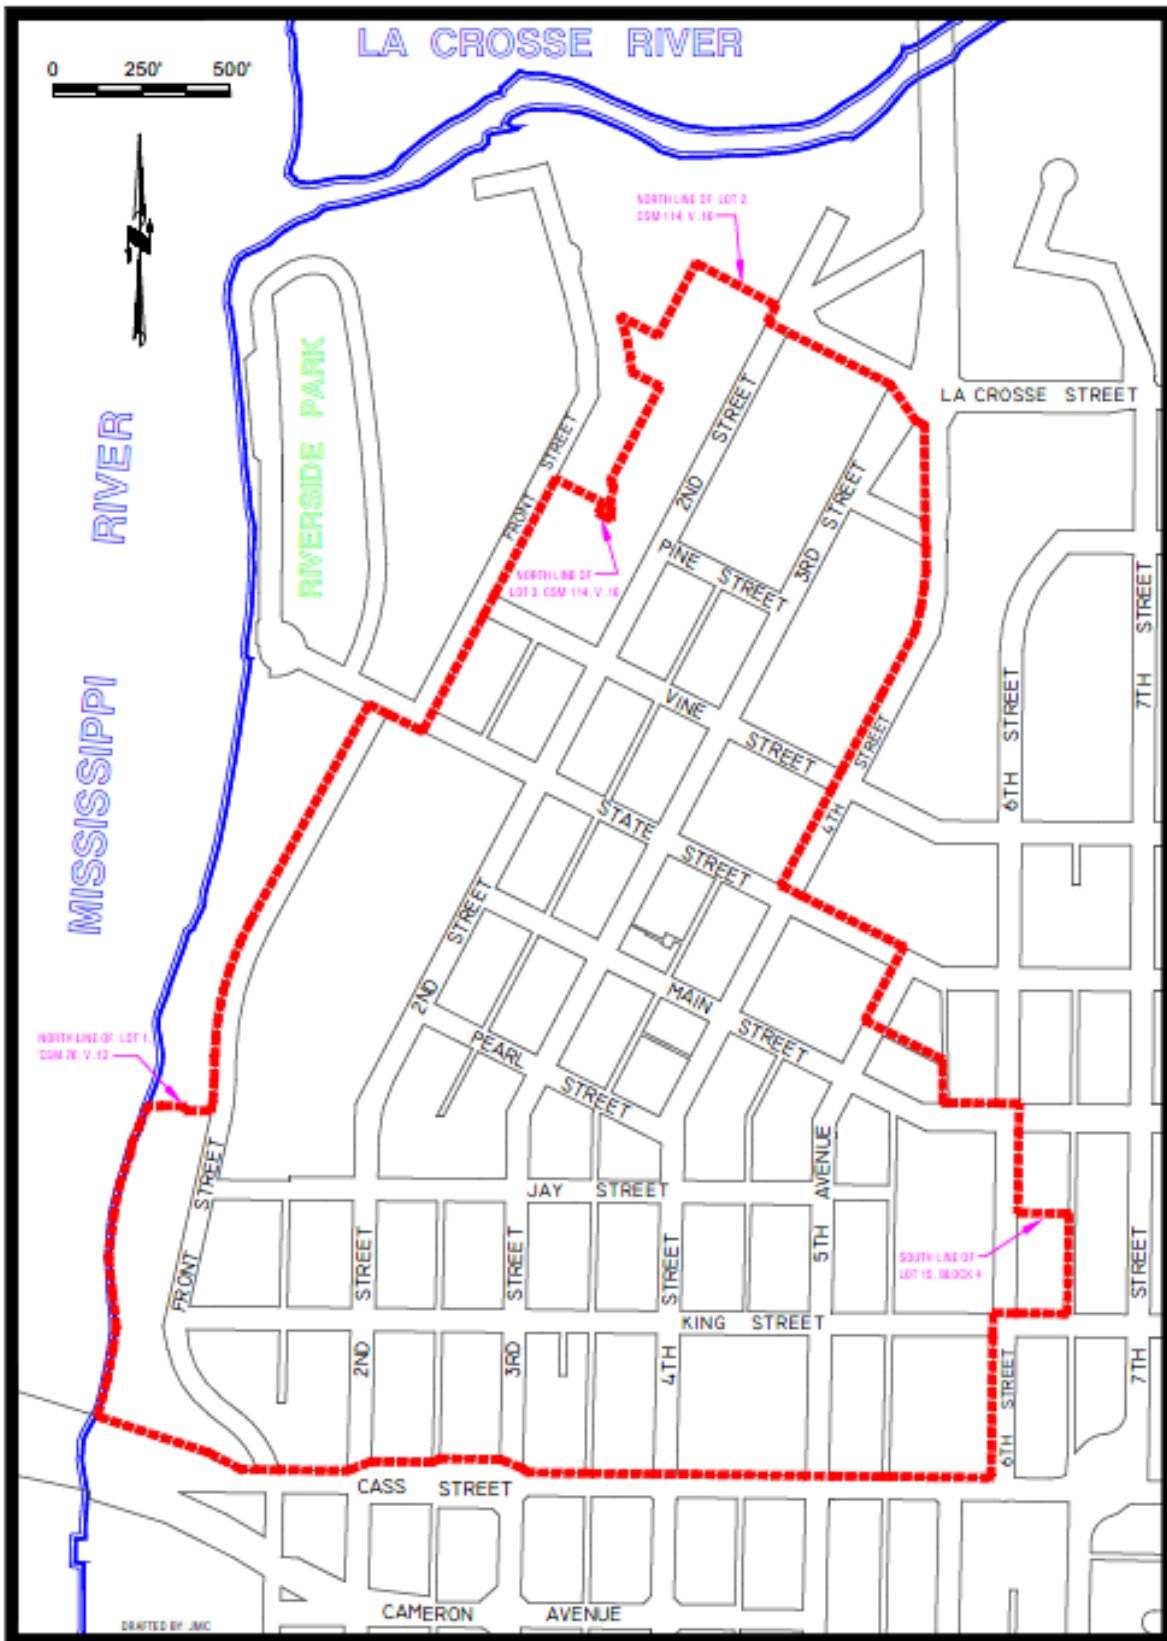 LA CROSSE RIVER
0 250' 500'
N
NORTH LINE OF LOT 2,
CSM 114, V. 16
RIVERSIDE PARK
LA CROSSE STREET
MISSISSIPPI RIVER
FRONT STREET
2ND STREET
3RD STREET
PINE STREET
NORTH LINE OF
LOT 3, CSM 114, V. 16
7TH STREET
6TH STREET
VINE STREET
4TH STREET
STATE STREET
2ND STREET
MAIN STREET
PEARL STREET
NORTH LINE OF LOT 1,
CSM 76, V. 12
FRONT STREET
JAY STREET
5TH AVENUE
2ND STREET
3RD STREET
4TH STREET
SOUTH LINE OF
LOT 15, BLOCK 4
7TH STREET
KING STREET
6TH STREET
CASS STREET
CAMERON AVENUE
DRAFTED BY: JMC